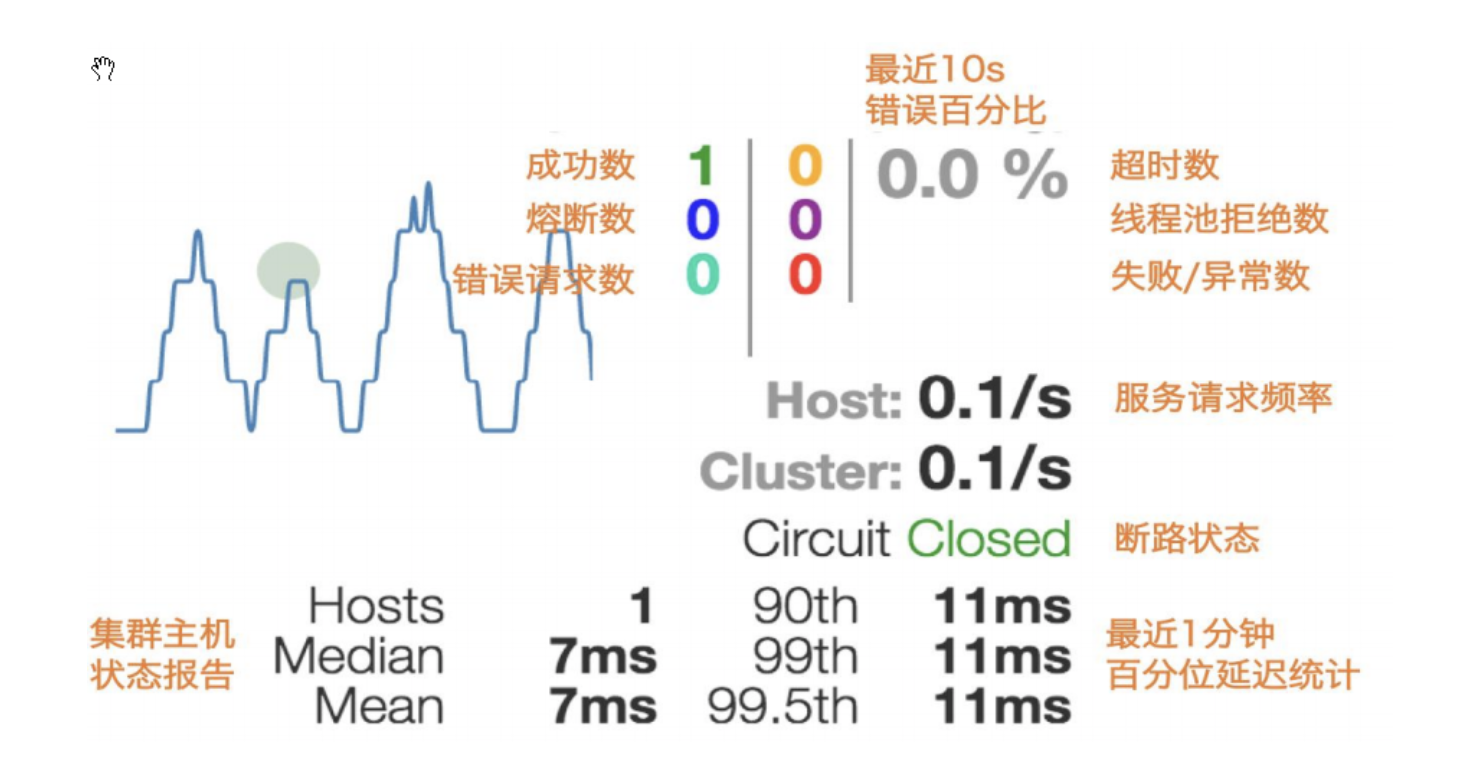 最近10s
错误百分比
成功数 1 0 0.0 % 超时数
熔断数 0 0 线程池拒绝数
错误请求数 0 0 失败/异常数
Host: 0.1/s 服务请求频率
Cluster: 0.1/s
Circuit Closed 断路状态
集群主机
状态报告
Hosts 1 90th 11ms
Median 7ms 99th 11ms
Mean 7ms 99.5th 11ms
最近1分钟
百分位延迟统计